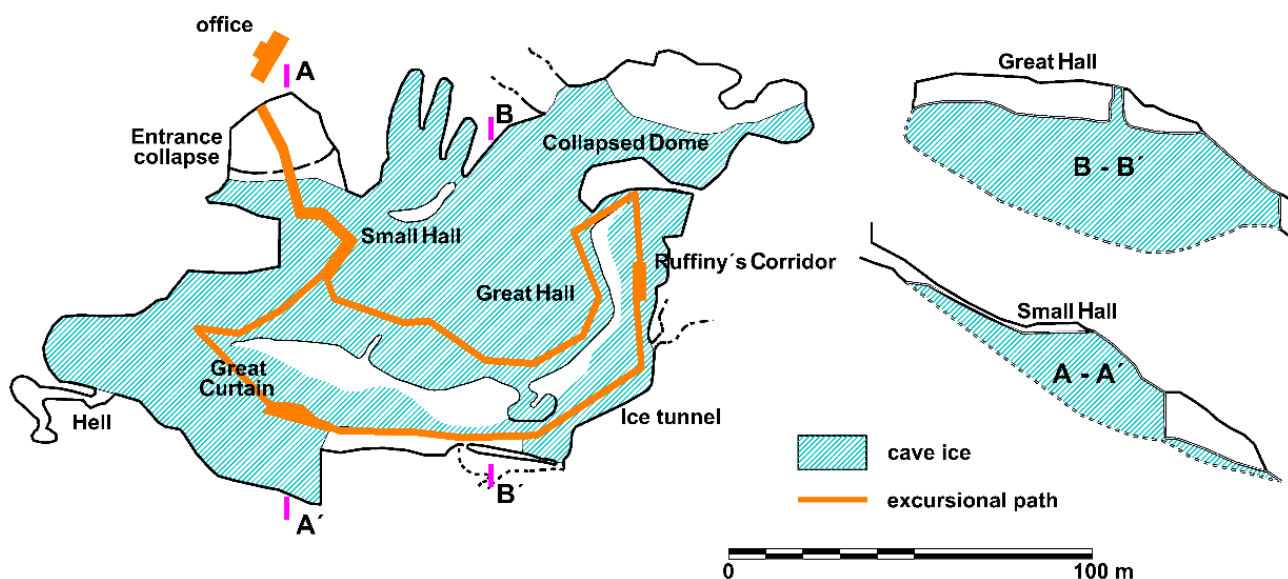 office
A
Entrance
collapse
B
Collapsed Dome
Small Hall
Ruffiny´s Corridor
Great Hall
Great
Curtain
Hell
Ice tunnel
A´
B´
Great Hall
B - B´
Small Hall
A - A´
cave ice
excursional path
0
100 m